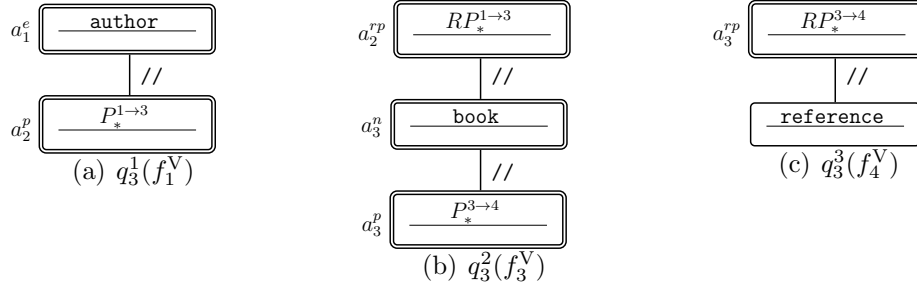 a_1^e author
//
a_2^p P_*^{1→3}
(a) q_3^1(f_1^V)
a_2^{rp} RP_*^{1→3}
//
a_3^n book
//
a_3^p P_*^{3→4}
(b) q_3^2(f_3^V)
a_3^{rp} RP_*^{3→4}
//
reference
(c) q_3^3(f_4^V)